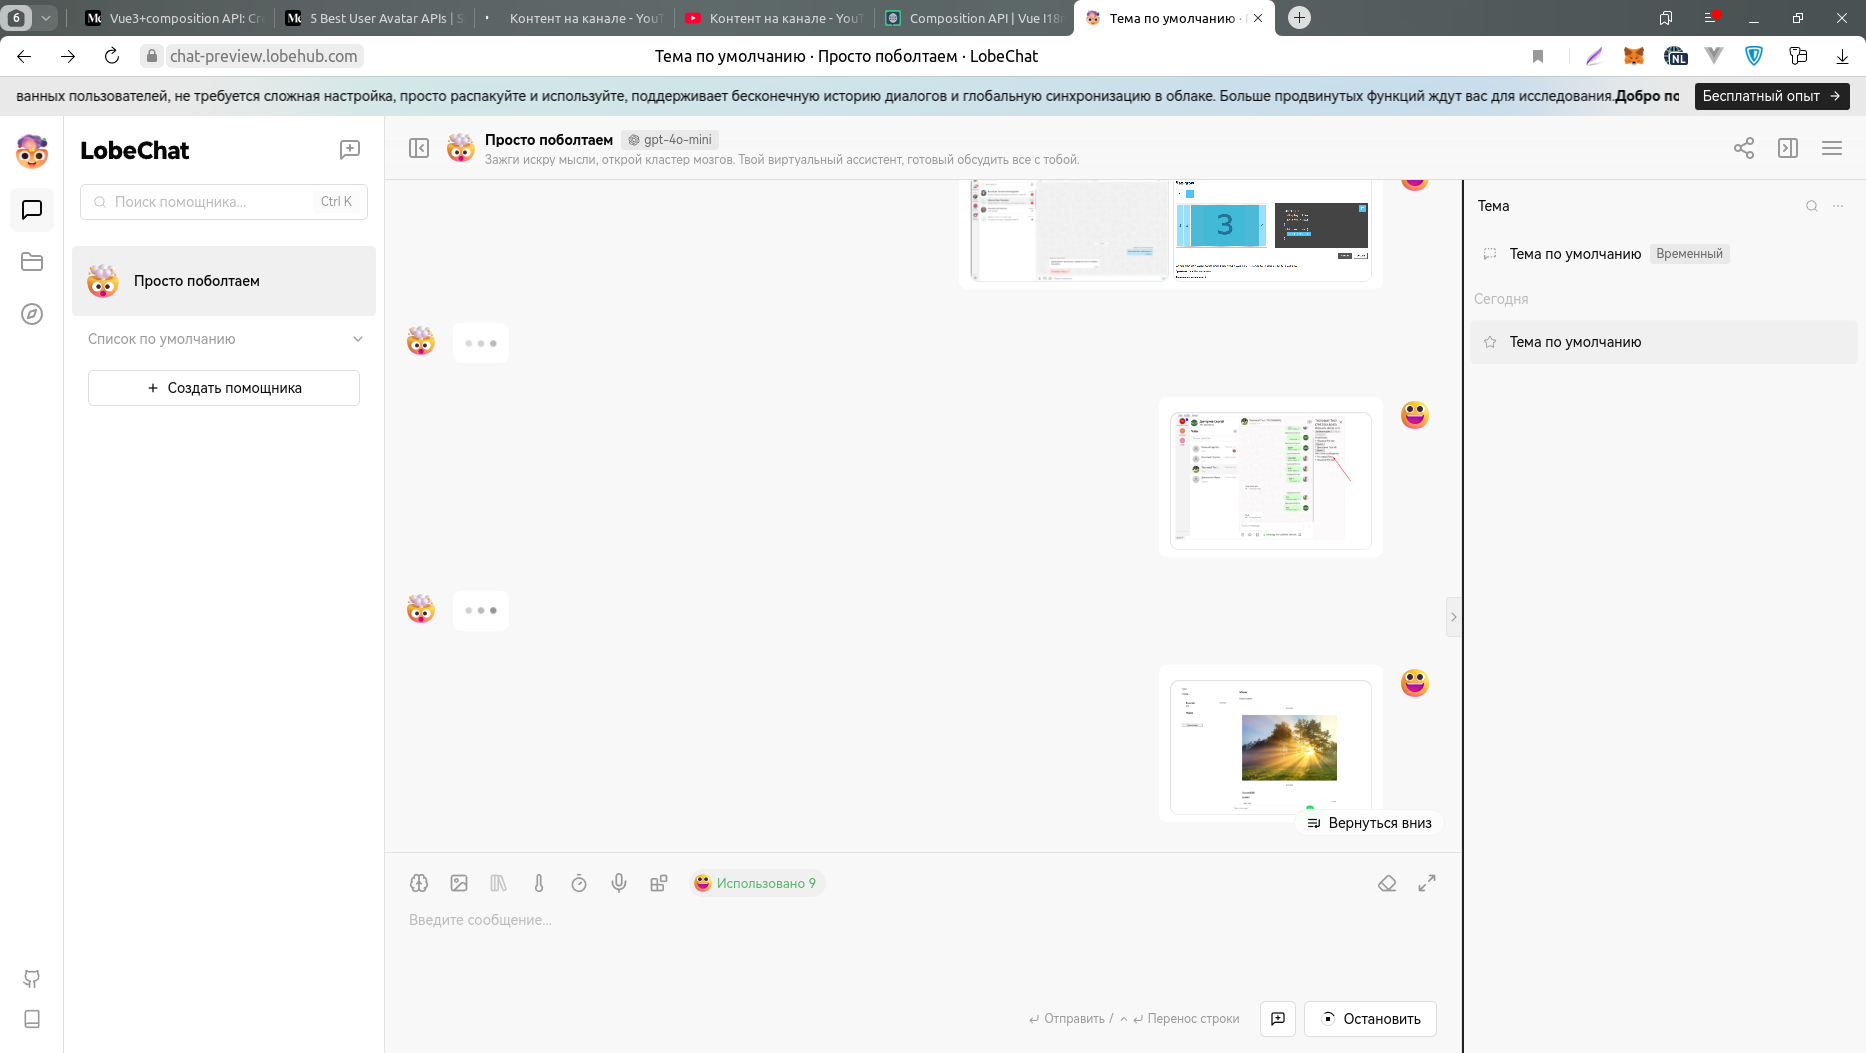 6
Vue3+composition API: Cre
5 Best User Avatar APIs | S
Контент на канале - YouT
Контент на канале - YouT
Composition API | Vue I18n
Тема по умолчанию · П
chat-preview.lobehub.com
Тема по умолчанию · Просто поболтаем · LobeChat
NL
ванных пользователей, не требуется сложная настройка, просто распакуйте и используйте, поддерживает бесконечную историю диалогов и глобальную синхронизацию в облаке. Больше продвинутых функций ждут вас для исследования.Добро по
Бесплатный опыт →
LobeChat
Поиск помощника...
Ctrl K
Просто поболтаем
Список по умолчанию
+ Создать помощника
Просто поболтаем
gpt-4o-mini
Зажги искру мысли, открой кластер мозгов. Твой виртуальный ассистент, готовый обсудить все с тобой.
3
Вернуться вниз
Использовано 9
Введите сообщение...
Отправить /
Перенос строки
Остановить
Тема
Тема по умолчанию
Временный
Сегодня
Тема по умолчанию